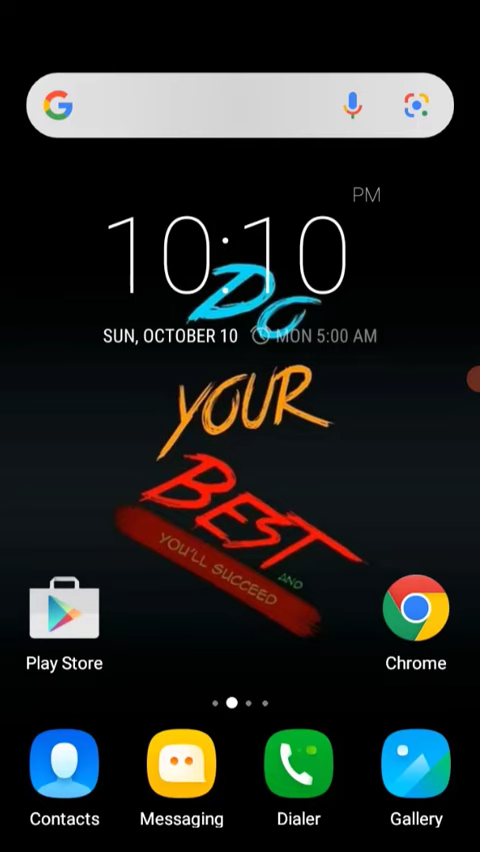 PM
10:10
DO
SUN, OCTOBER 10 MON 5:00 AM
YOUR
BEST
AND
YOU'LL SUCCEED
Play Store
Chrome
Contacts
Messaging
Dialer
Gallery